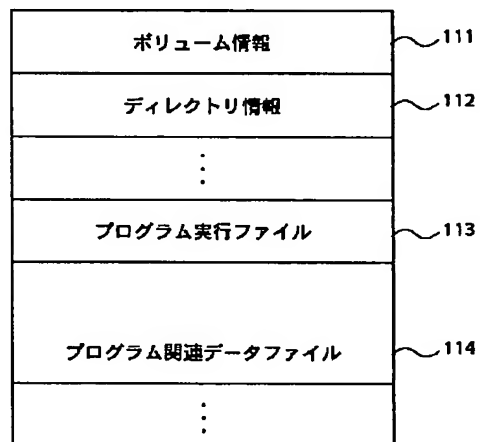 ボリューム情報 111
ディレクトリ情報 112
⋮
プログラム実行ファイル 113
プログラム関連データファイル 114
⋮